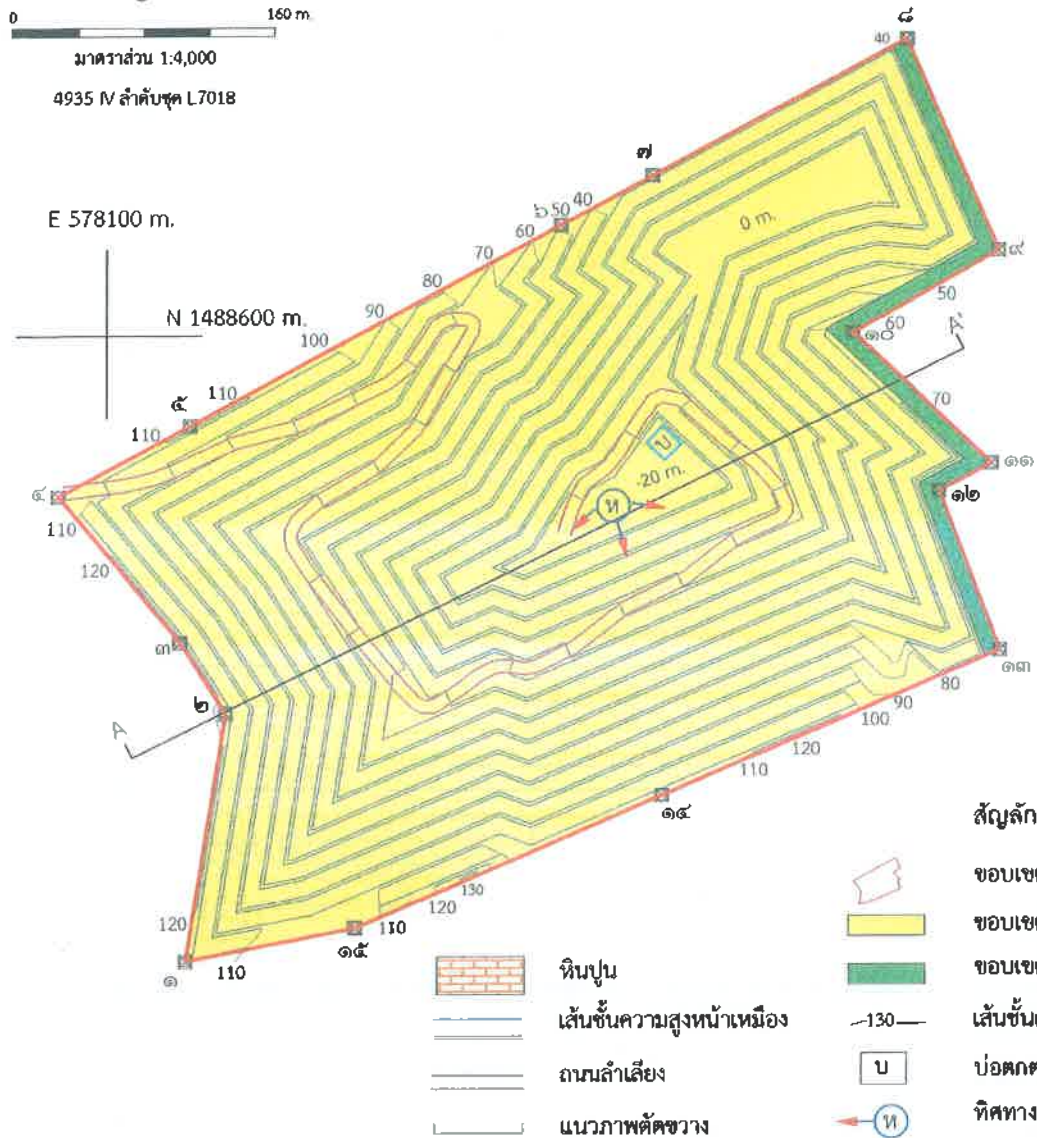 0 160 m.
มาตราส่วน 1:4,000
4935 IV ลำดับชุด L7018
E 578100 m.
N 1488600 m.
๘
40
๗
๖ 50 40
60
70
80
90
100
110
110
๕
๔
110
120
๓
๒
A
0 m.
๙
50
60
๑๐
A'
70
๑๑
๑๒
บ
-20 m.
ห
๑๓
80
90
100
120
110
๑๔
130
120
110
๑๕
120
110
๑
สัญลัก
ขอบเข
ขอบเข
ขอบเข
หินปูน
เส้นชั้นความสูงหน้าเหมือง
ถนนลำเลียง
แนวภาพตัดขวาง
130
เส้นชั้น
บ
บ่อตก
ห
ทิศทาง